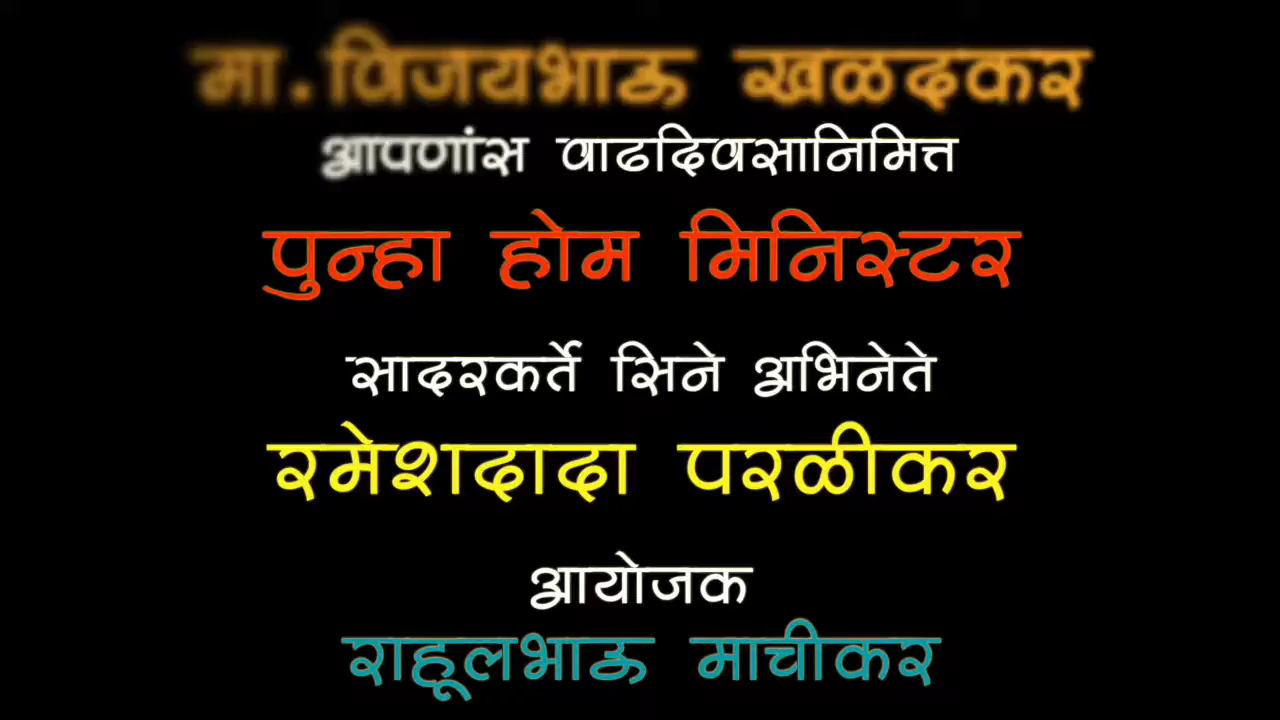 मा.विजयभाऊ खळदकर
आपणांस वाढदिवसानिमित्त
पुन्हा होम मिनिस्टर
सादरकर्ते सिने अभिनेते
रमेशदादा परळीकर
आयोजक
राहूलभाऊ माचीकर